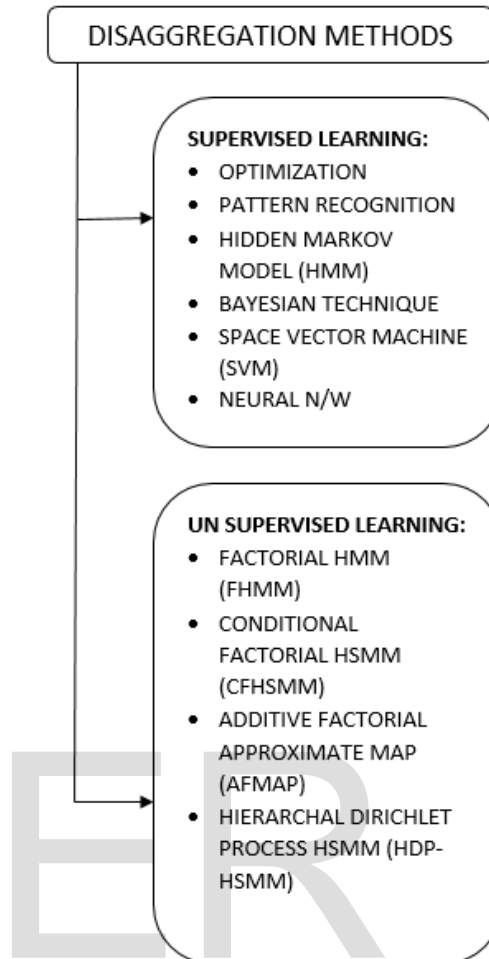 DISAGGREGATION METHODS
SUPERVISED LEARNING:
• OPTIMIZATION
• PATTERN RECOGNITION
• HIDDEN MARKOV
MODEL (HMM)
• BAYESIAN TECHNIQUE
• SPACE VECTOR MACHINE
(SVM)
• NEURAL N/W
UN SUPERVISED LEARNING:
• FACTORIAL HMM
(FHMM)
• CONDITIONAL
FACTORIAL HSMM
(CFHSMM)
• ADDITIVE FACTORIAL
APPROXIMATE MAP
(AFMAP)
• HIERARCHAL DIRICHLET
PROCESS HSMM (HDP-
HSMM)
ER